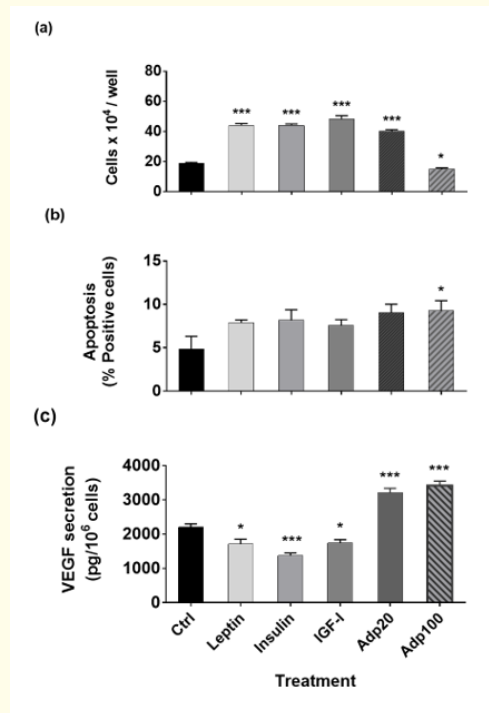 (a)
Cells x 10⁴ / well
80
60
40
20
0
***
***
***
***
*
(b)
Apoptosis
(% Positive cells)
15
10
5
0
*
(c)
VEGF secretion
(pg/10⁶ cells)
4000
3000
2000
1000
0
*
***
*
***
***
Ctrl
Leptin
Insulin
IGF-I
Adp20
Adp100
Treatment